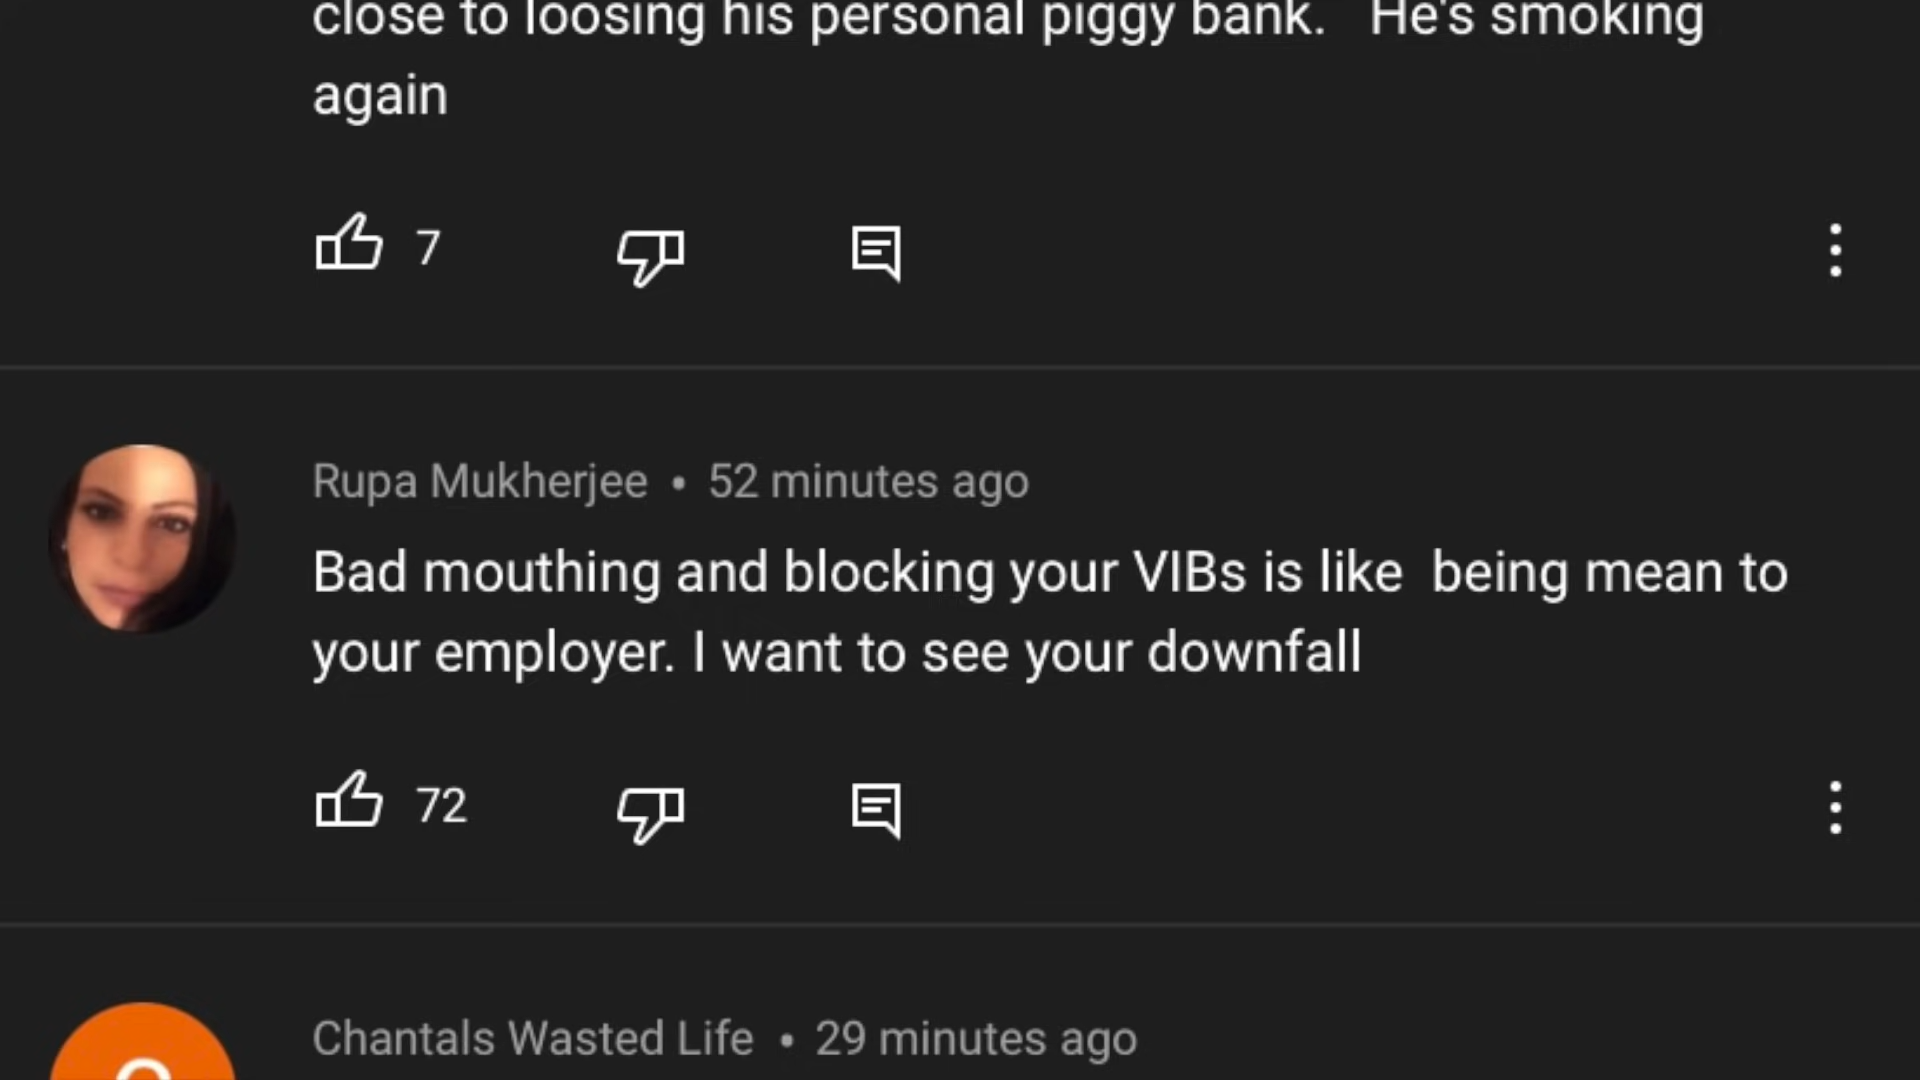 close to loosing his personal piggy bank.   He's smoking
again
7
Rupa Mukherjee • 52 minutes ago
Bad mouthing and blocking your VIBs is like  being mean to
your employer. I want to see your downfall
72
Chantals Wasted Life • 29 minutes ago